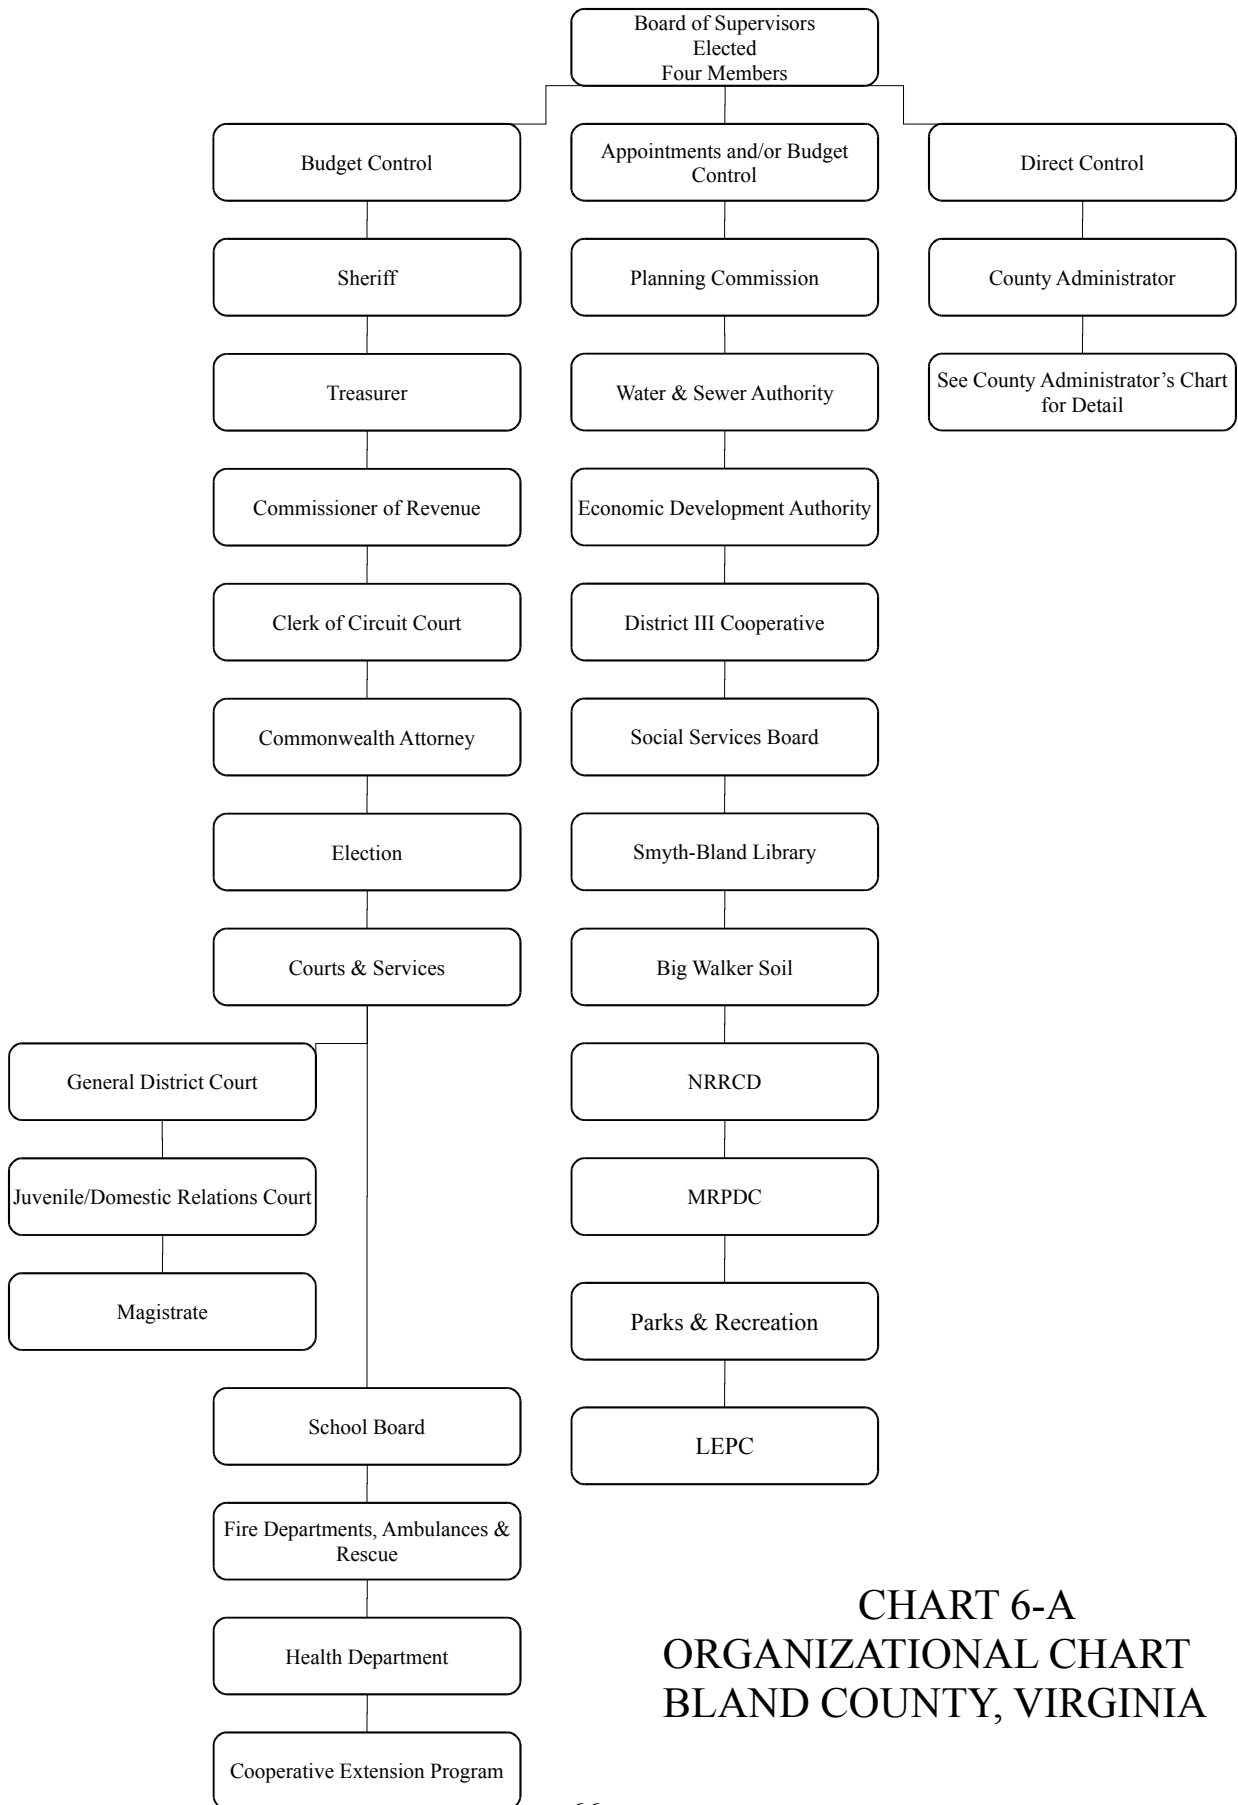 Board of Supervisors
Elected
Four Members
Budget Control
Appointments and/or Budget
Control
Direct Control
Sheriff
Planning Commission
County Administrator
Treasurer
Water & Sewer Authority
See County Administrator’s Chart
for Detail
Commissioner of Revenue
Economic Development Authority
Clerk of Circuit Court
District III Cooperative
Commonwealth Attorney
Social Services Board
Election
Smyth-Bland Library
Courts & Services
Big Walker Soil
General District Court
NRRCD
Juvenile/Domestic Relations Court
MRPDC
Magistrate
Parks & Recreation
School Board
LEPC
Fire Departments, Ambulances &
Rescue
Health Department
Cooperative Extension Program
CHART 6-A
ORGANIZATIONAL CHART
BLAND COUNTY, VIRGINIA